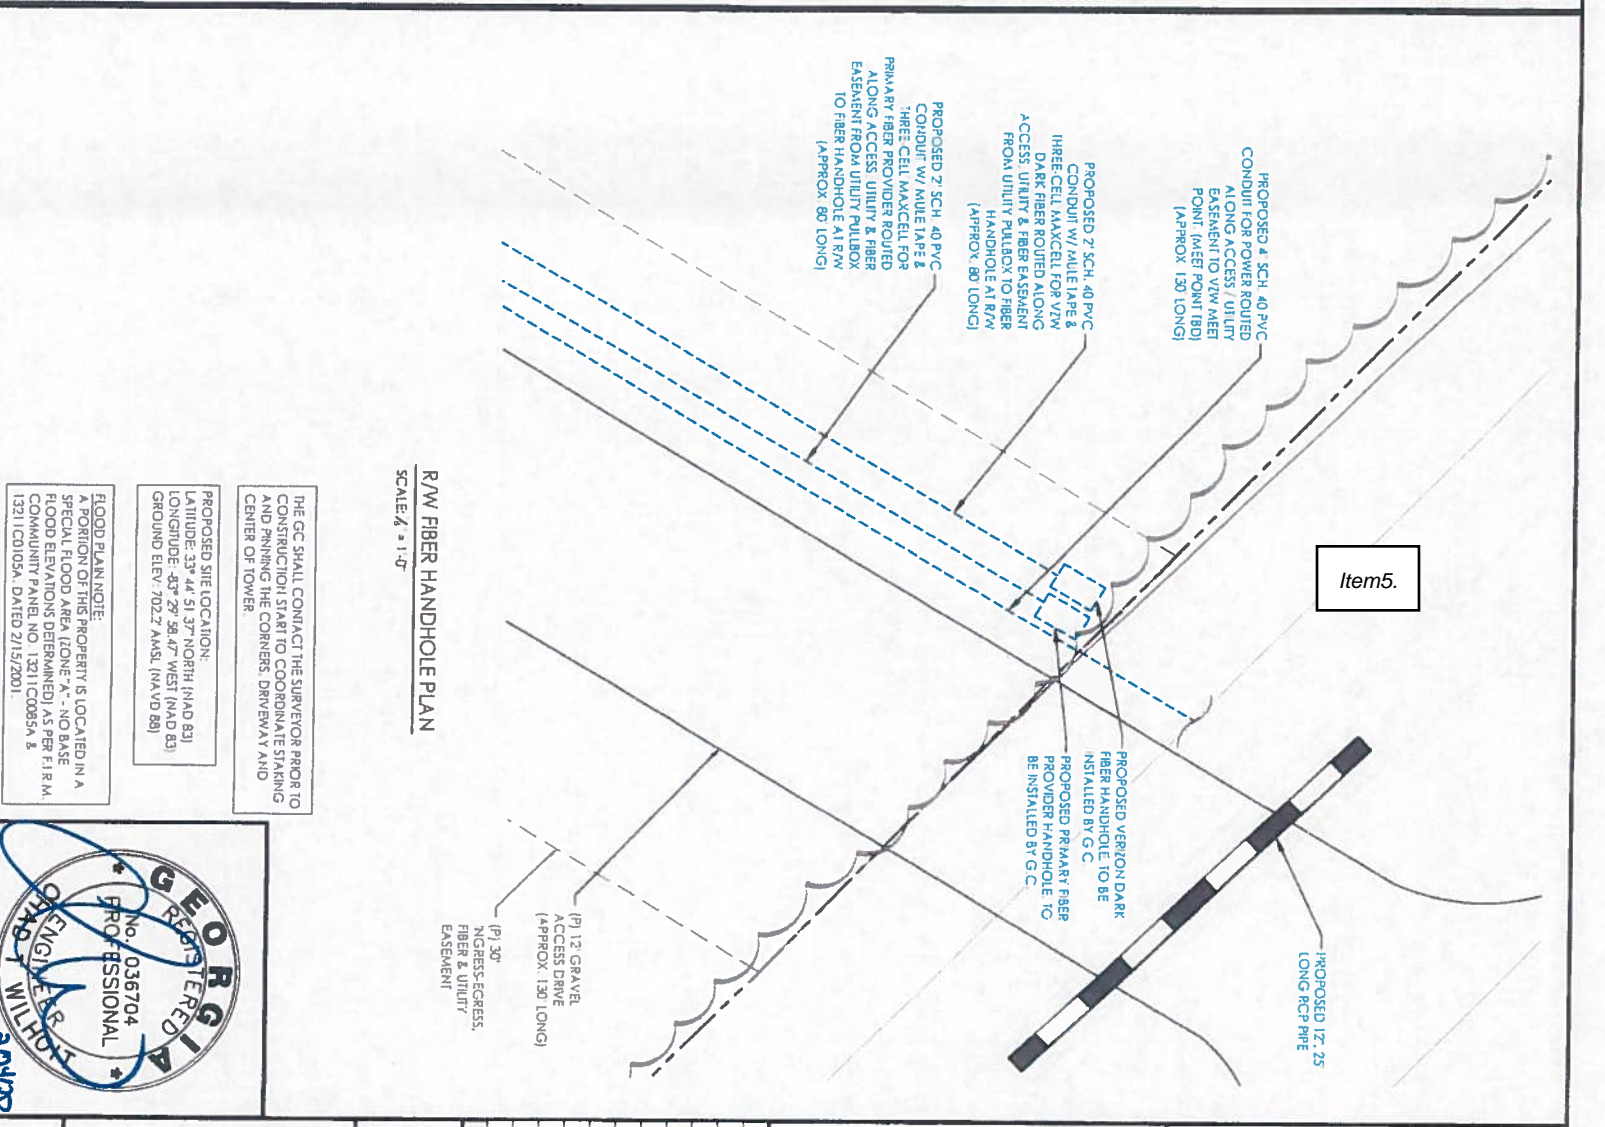 PROPOSED 4" SCH. 40 PVC
CONDUIT FOR POWER ROUTED
ALONG ACCESS / UTILITY
EASEMENT TO VZW MEET
POINT. (MEET POINT TBD)
(APPROX. 130' LONG)
PROPOSED 2" SCH. 40 PVC
CONDUIT W/ MULE TAPE &
THREE-CELL MAXCELL FOR VZW
DARK FIBER ROUTED ALONG
ACCESS, UTILITY & FIBER EASEMENT
FROM UTILITY PULLBOX TO FIBER
HANDHOLE AT R/W
(APPROX. 80' LONG)
PROPOSED 2" SCH. 40 PVC
CONDUIT W/ MULE TAPE &
THREE-CELL MAXCELL FOR
PRIMARY FIBER PROVIDER ROUTED
ALONG ACCESS UTILITY & FIBER
EASEMENT FROM UTILITY PULLBOX
TO FIBER HANDHOLE AT R/W
(APPROX. 80' LONG)
Item5.
PROPOSED VERIZON DARK
FIBER HANDHOLE TO BE
INSTALLED BY G.C.
PROPOSED PRIMARY FIBER
PROVIDER HANDHOLE TO
BE INSTALLED BY G.C.
PROPOSED 12", 25'
LONG RCP PIPE
(P) 12' GRAVEL
ACCESS DRIVE
(APPROX. 130' LONG)
(P) 30'
INGRESS-EGRESS,
FIBER & UTILITY
EASEMENT
R/W FIBER HANDHOLE PLAN
SCALE: = 1'-0"
THE GC SHALL CONTACT THE SURVEYOR PRIOR TO
CONSTRUCTION START TO COORDINATE STAKING
AND PINNING THE CORNERS, DRIVEWAY AND
CENTER OF TOWER.
PROPOSED SITE LOCATION:
LATITUDE: 33° 44' 51.37" NORTH (NAD 83)
LONGITUDE: -83° 29' 58.47" WEST (NAD 83)
GROUND ELEV: 702.2' AMSL (NAVD 88)
FLOOD PLAIN NOTE:
A PORTION OF THIS PROPERTY IS LOCATED IN A
SPECIAL FLOOD AREA (ZONE "A" - NO BASE
FLOOD ELEVATIONS DETERMINED) AS PER F.I.R.M.
COMMUNITY PANEL NO. 13211C0085A &
13211C0105A, DATED 2/15/2001.
GEORGIA
REGISTERED
No. 036704
PROFESSIONAL
ENGINEER
CHAD T WILHOIT